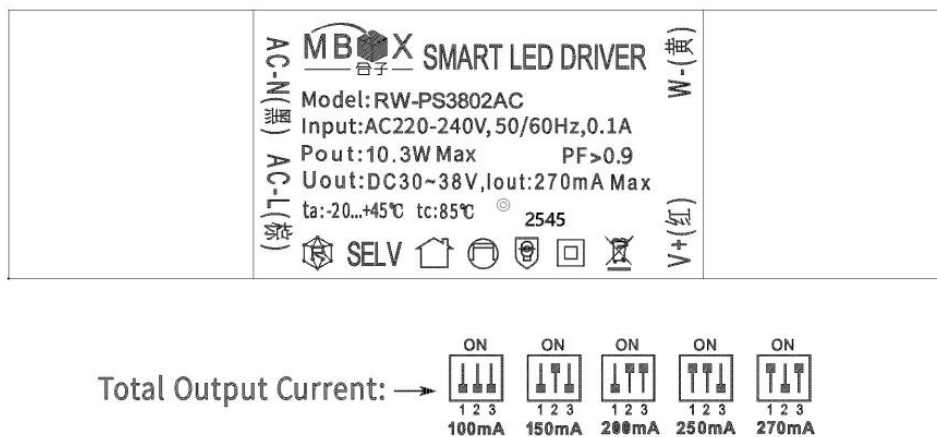 MBOX
合子
SMART LED DRIVER
Model:RW-PS3802AC
Input:AC220-240V,50/60Hz,0.1A
Pout:10.3W Max PF>0.9
Uout:DC30~38V,Iout:270mA Max
ta:-20...+45℃ tc:85℃
2545
SELV
AC-N(黑)
AC-L(棕)
W-(黄)
V+(红)
Total Output Current:
ON ON ON ON ON
1 2 3 1 2 3 1 2 3 1 2 3 1 2 3
100mA 150mA 200mA 250mA 270mA